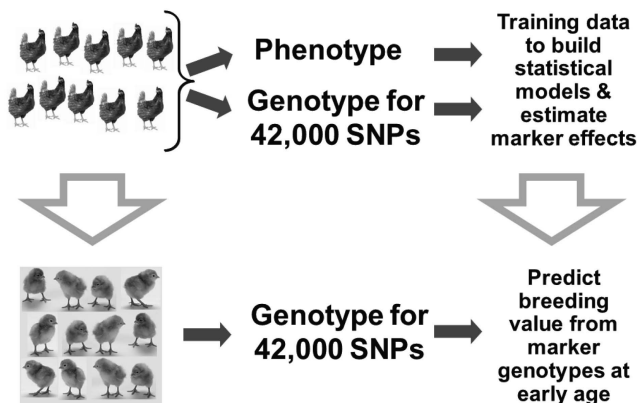 Phenotype
Genotype for
42,000 SNPs
Training data
to build
statistical
models &
estimate
marker effects
Genotype for
42,000 SNPs
Predict
breeding
value from
marker
genotypes at
early age